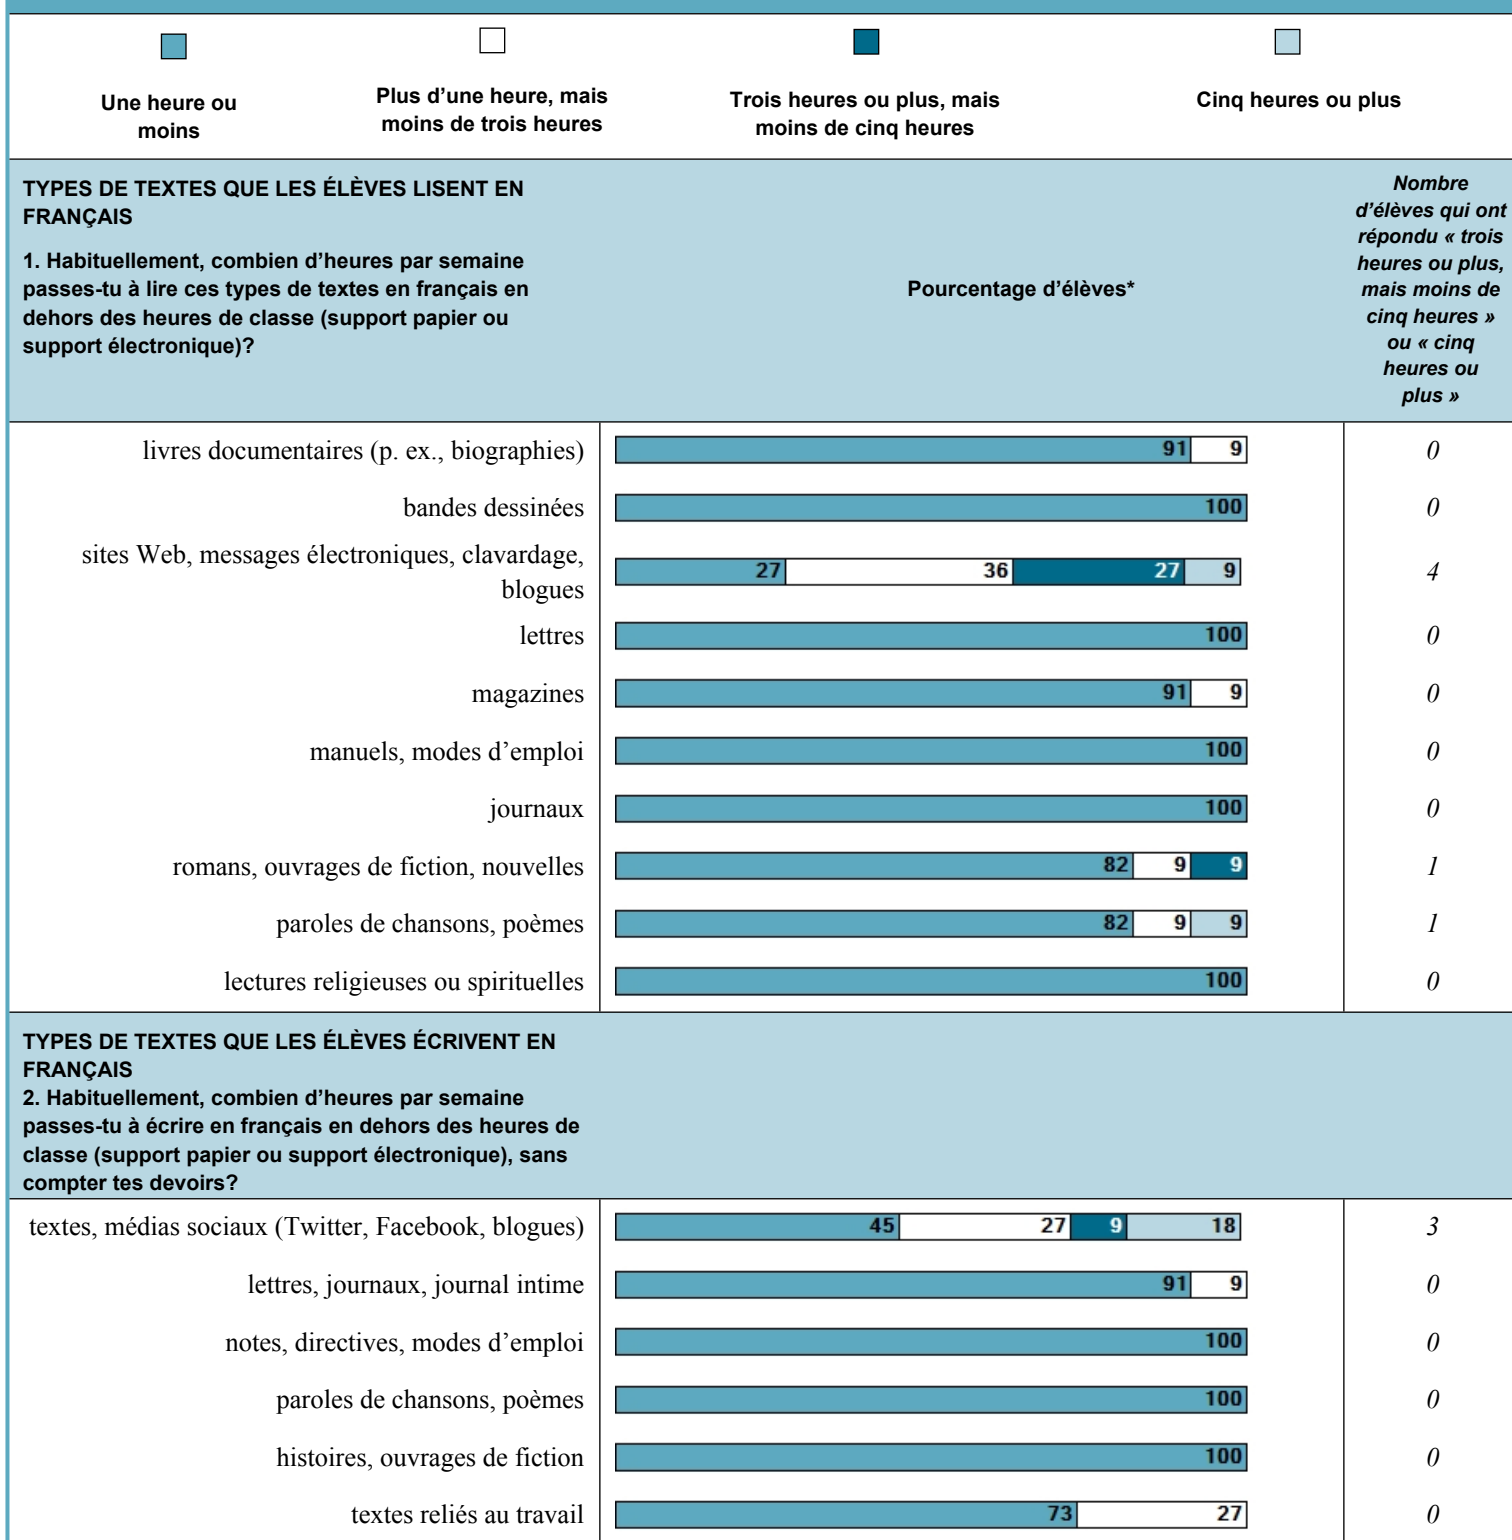 Une heure ou
moins
Plus d’une heure, mais
moins de trois heures
Trois heures ou plus, mais
moins de cinq heures
Cinq heures ou plus
TYPES DE TEXTES QUE LES ÉLÈVES LISENT EN
FRANÇAIS
1. Habituellement, combien d’heures par semaine
passes-tu à lire ces types de textes en français en
dehors des heures de classe (support papier ou
support électronique)?
Pourcentage d’élèves*
Nombre
d’élèves qui ont
répondu « trois
heures ou plus,
mais moins de
cinq heures »
ou « cinq
heures ou
plus »
livres documentaires (p. ex., biographies) 91 9 0
bandes dessinées 100 0
sites Web, messages électroniques, clavardage,
blogues 27 36 27 9 4
lettres 100 0
magazines 91 9 0
manuels, modes d’emploi 100 0
journaux 100 0
romans, ouvrages de fiction, nouvelles 82 9 9 1
paroles de chansons, poèmes 82 9 9 1
lectures religieuses ou spirituelles 100 0
TYPES DE TEXTES QUE LES ÉLÈVES ÉCRIVENT EN
FRANÇAIS
2. Habituellement, combien d’heures par semaine
passes-tu à écrire en français en dehors des heures de
classe (support papier ou support électronique), sans
compter tes devoirs?
textes, médias sociaux (Twitter, Facebook, blogues) 45 27 9 18 3
lettres, journaux, journal intime 91 9 0
notes, directives, modes d’emploi 100 0
paroles de chansons, poèmes 100 0
histoires, ouvrages de fiction 100 0
textes reliés au travail 73 27 0